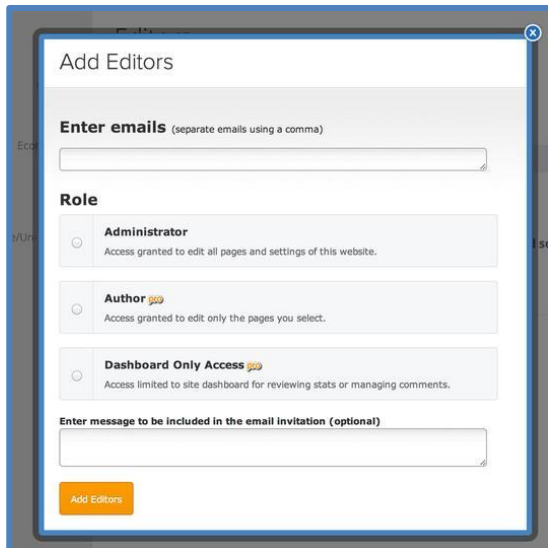 Add Editors
Enter emails (separate emails using a comma)
Role
Administrator
Access granted to edit all pages and settings of this website.
Author pro
Access granted to edit only the pages you select.
Dashboard Only Access pro
Access limited to site dashboard for reviewing stats or managing comments.
Enter message to be included in the email invitation (optional)
Add Editors